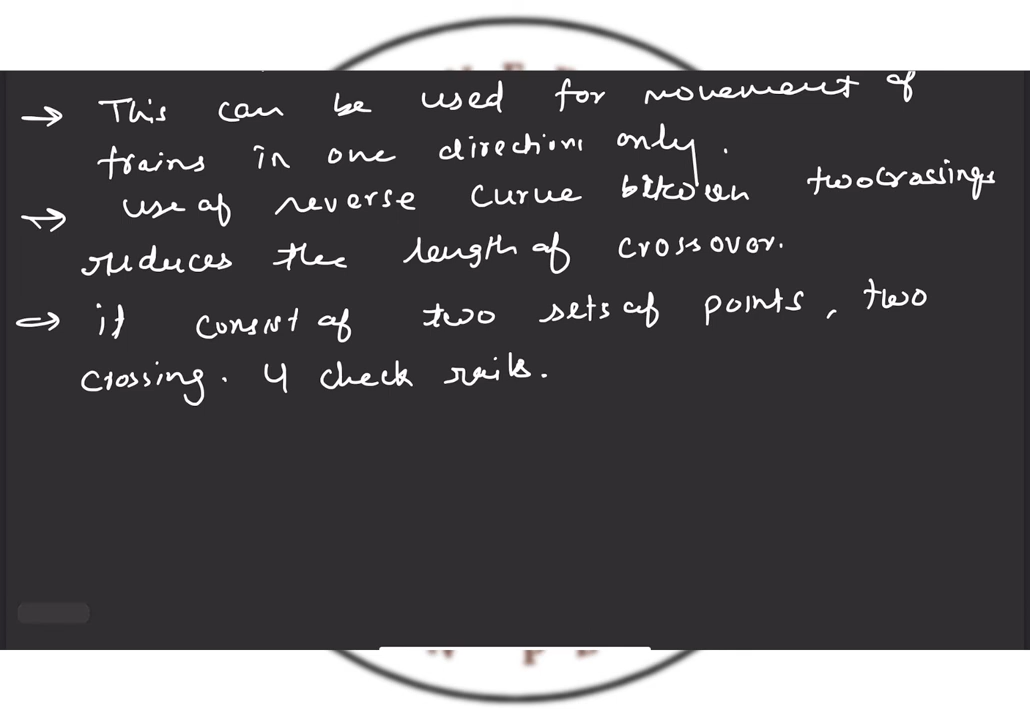 → This can be used for movement of
trains in one direction only.
→ use of reverse curve between two crossings
reduces the length of crossover.
⇒ it consist of two sets of points, two
crossing. 4 check rails.